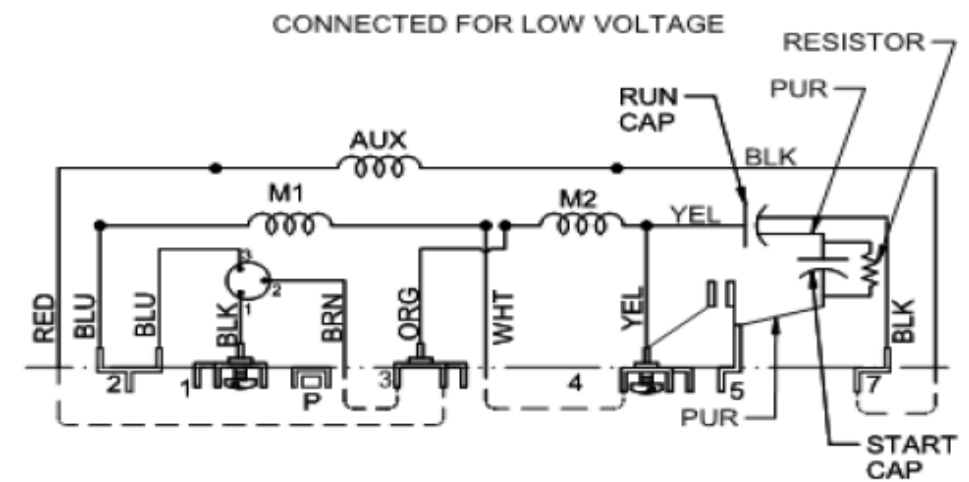 CONNECTED FOR LOW VOLTAGE
RESISTOR
PUR
RUN
CAP
AUX
BLK
M1
M2
YEL
3
2
1
RED
BLU
BLU
BLK
BRN
ORG
WHT
YEL
BLK
2
1
P
3
4
5
7
PUR
START
CAP